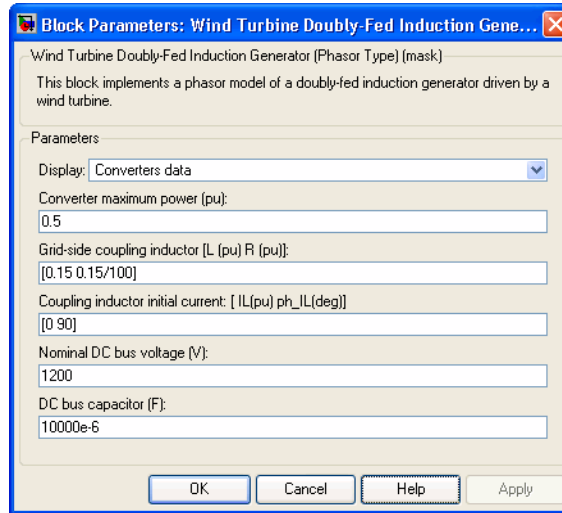 Block Parameters: Wind Turbine Doubly-Fed Induction Gene...
Wind Turbine Doubly-Fed Induction Generator (Phasor Type) (mask)
This block implements a phasor model of a doubly-fed induction generator driven by a
wind turbine.
Parameters
Display: Converters data
Converter maximum power (pu):
0.5
Grid-side coupling inductor [L (pu) R (pu)]:
[0.15 0.15/100]
Coupling inductor initial current: [ IL(pu) ph_IL(deg)]
[0 90]
Nominal DC bus voltage (V):
1200
DC bus capacitor (F):
10000e-6
OK Cancel Help Apply